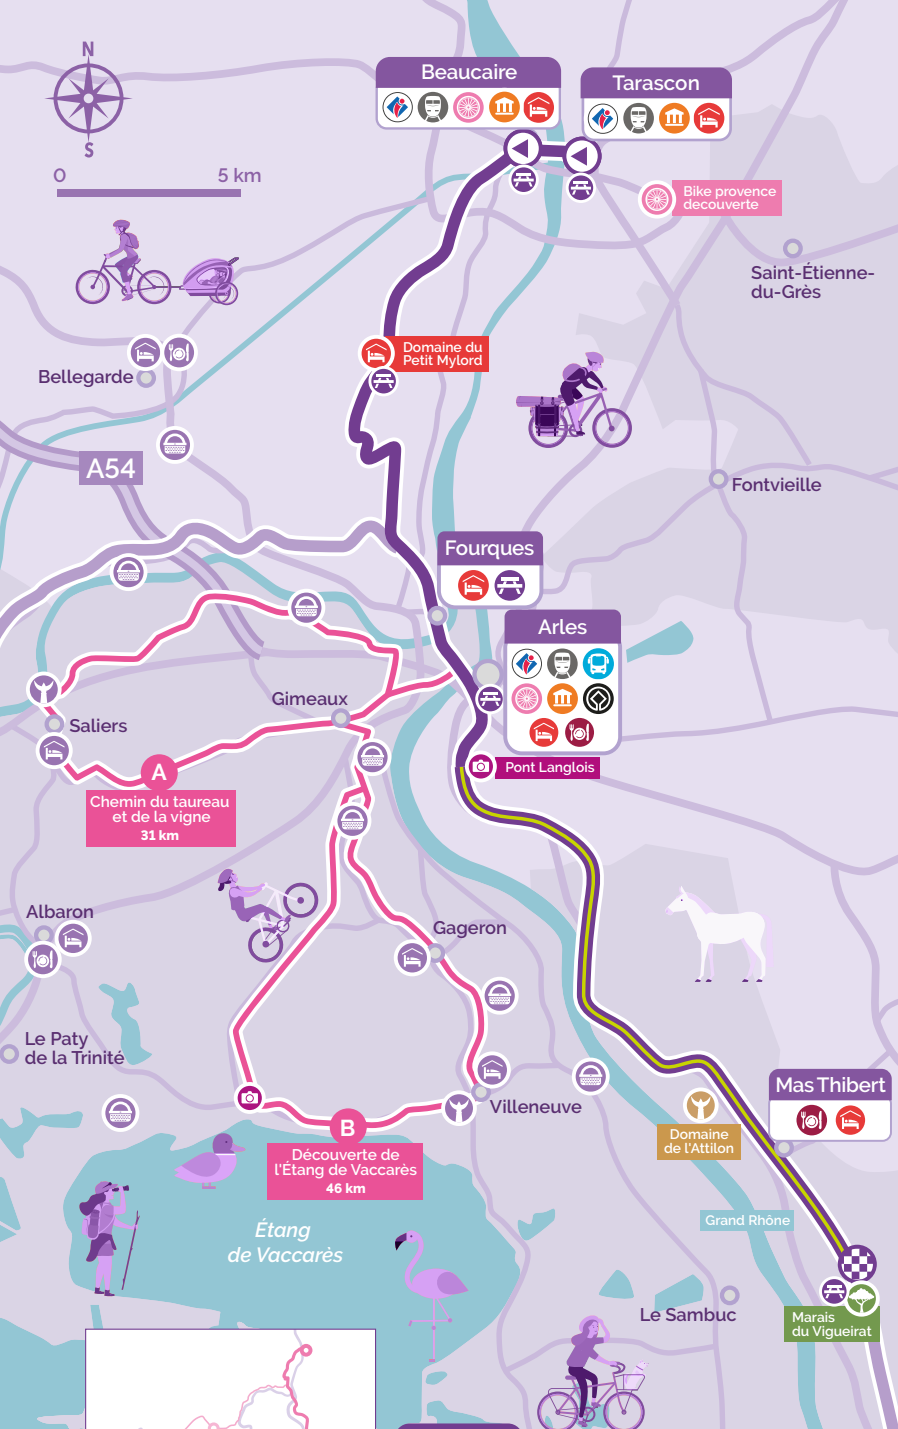 N
S
0 5 km
Beaucaire
Tarascon
Bike provence
decouverte
Saint-Étienne-
du-Grès
Domaine du
Petit Mylord
Bellegarde
A54
Fontvieille
Fourques
Arles
Gimeaux
Saliers
Pont Langlois
A
Chemin du taureau
et de la vigne
31 km
Albaron
Gageron
Le Paty
de la Trinité
Villeneuve
Mas Thibert
B
Découverte de
l'Étang de Vaccarès
46 km
Domaine
de l'Attilon
Grand Rhône
Étang
de Vaccarès
Le Sambuc
Marais
du Vigueirat